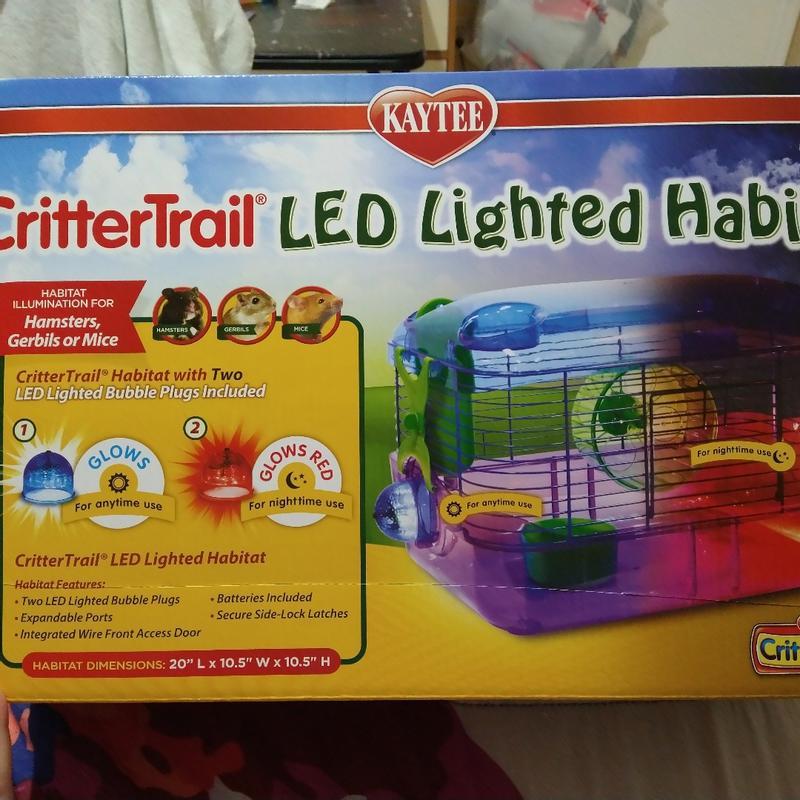 KAYTEE
CritterTrail® LED Lighted Habi
HABITAT
ILLUMINATION FOR
Hamsters,
Gerbils or Mice
HAMSTERS
GERBILS
MICE
CritterTrail® Habitat with Two
LED Lighted Bubble Plugs Included
1
GLOWS
For anytime use
2
GLOWS RED
For nighttime use
For nighttime use
For anytime use
CritterTrail® LED Lighted Habitat
Habitat Features:
• Two LED Lighted Bubble Plugs
• Expandable Ports
• Integrated Wire Front Access Door
• Batteries Included
• Secure Side-Lock Latches
HABITAT DIMENSIONS: 20" L x 10.5" W x 10.5" H
Crit